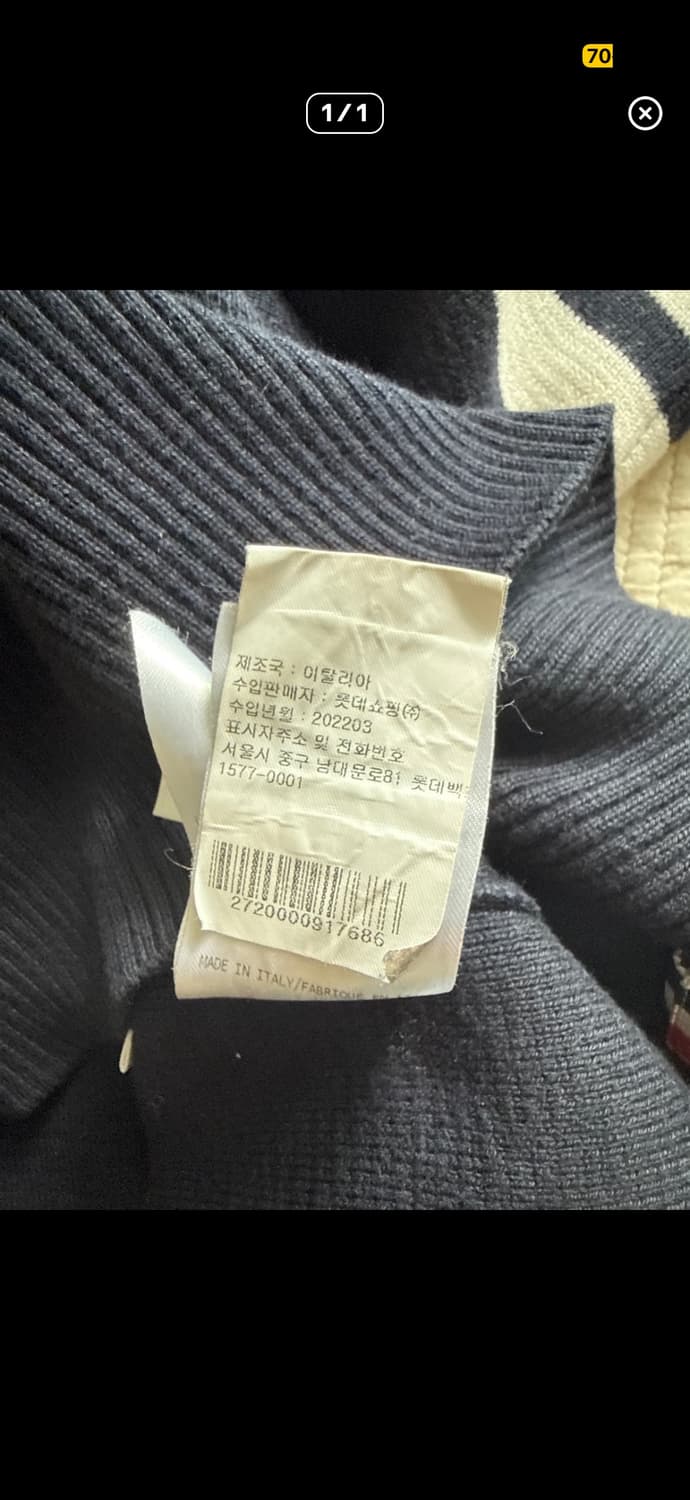 70
1/1
제조국 : 이탈리아
수입판매자 : 롯데쇼핑(주)
수입년월 : 202203
표시자주소 및 전화번호
서울시 중구 남대문로81 롯데백
1577-0001
2720000917686
MADE IN ITALY/FABRIQUE